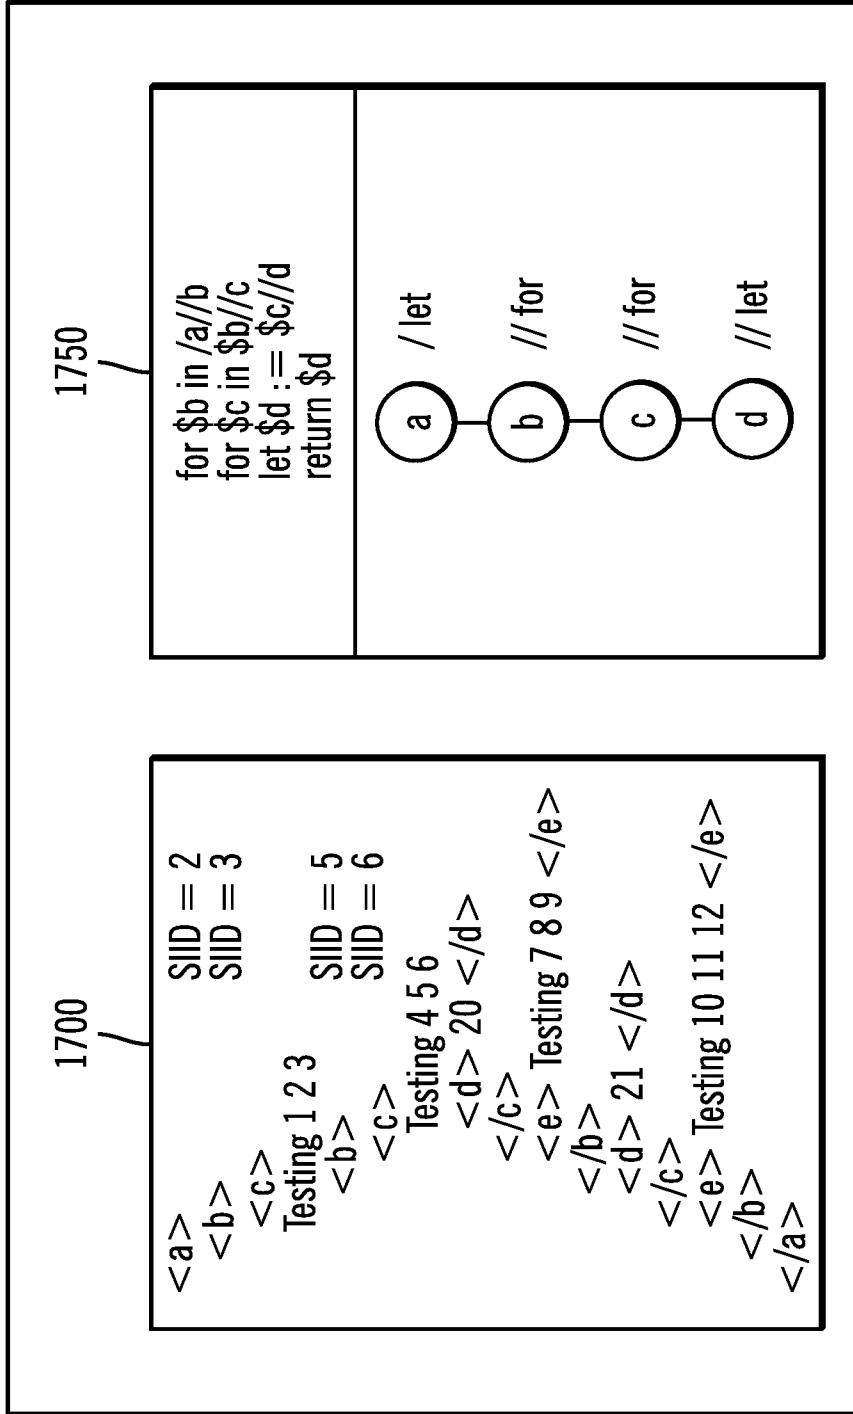 1700
<a> SIID = 2
<b> SIID = 3
<c>
Testing 1 2 3
<b> SIID = 5
<c> SIID = 6
Testing 4 5 6
<d> 20 </d>
</c>
<e> Testing 7 8 9 </e>
</b>
<d> 21 </d>
</c>
<e> Testing 10 11 12 </e>
</b>
</a>
1750
for $b in /a//b
for $c in $b//c
let $d := $c//d
return $d
a / let
b // for
c // for
d // let